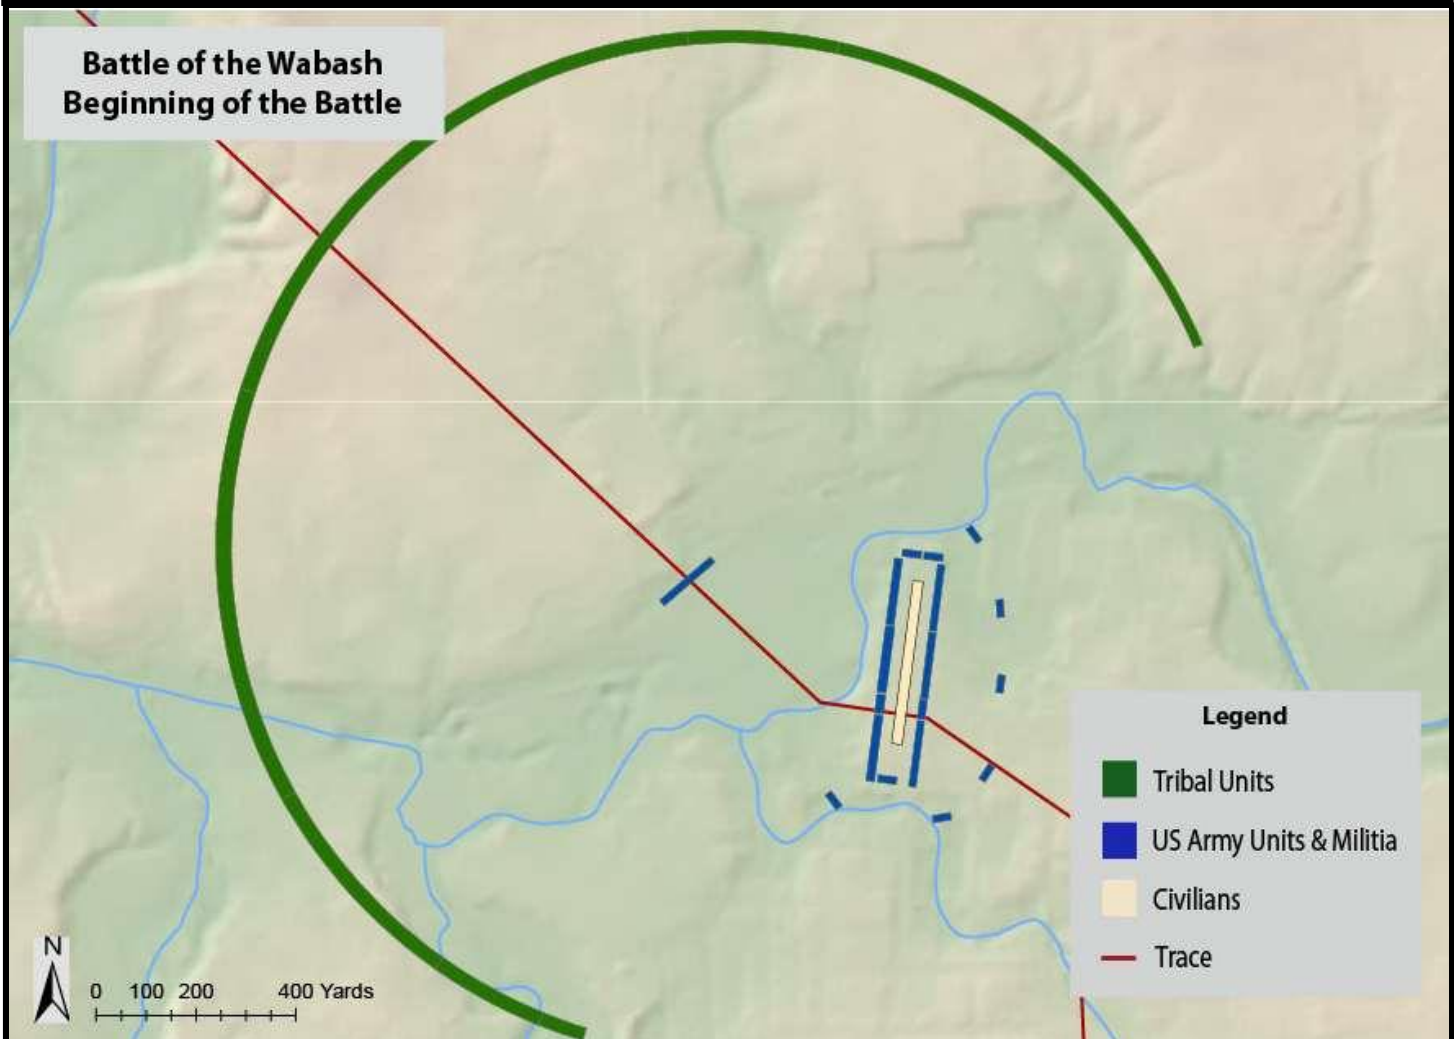 Battle of the Wabash
Beginning of the Battle
Legend
Tribal Units
US Army Units & Militia
Civilians
Trace
N
0 100 200 400 Yards